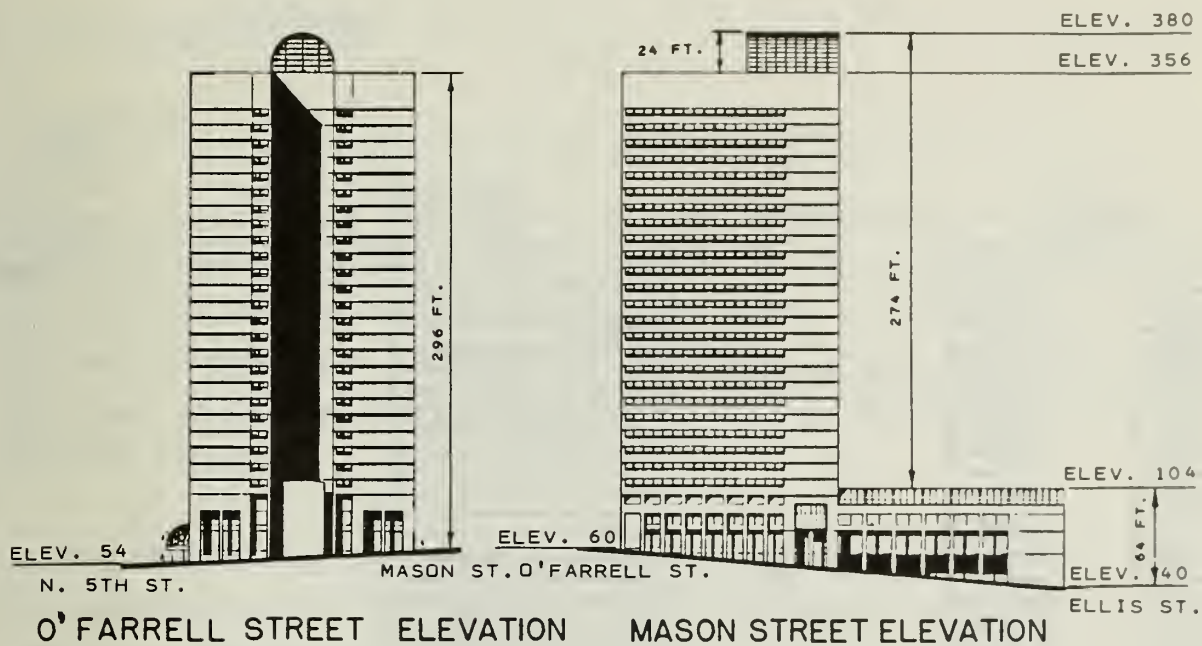 ELEV. 380
24 FT.
ELEV. 356
296 FT.
274 FT.
ELEV. 104
64 FT.
ELEV. 54
ELEV. 60
ELEV. 40
N. 5TH ST.
MASON ST. O'FARRELL ST.
ELLIS ST.
O'FARRELL STREET ELEVATION
MASON STREET ELEVATION